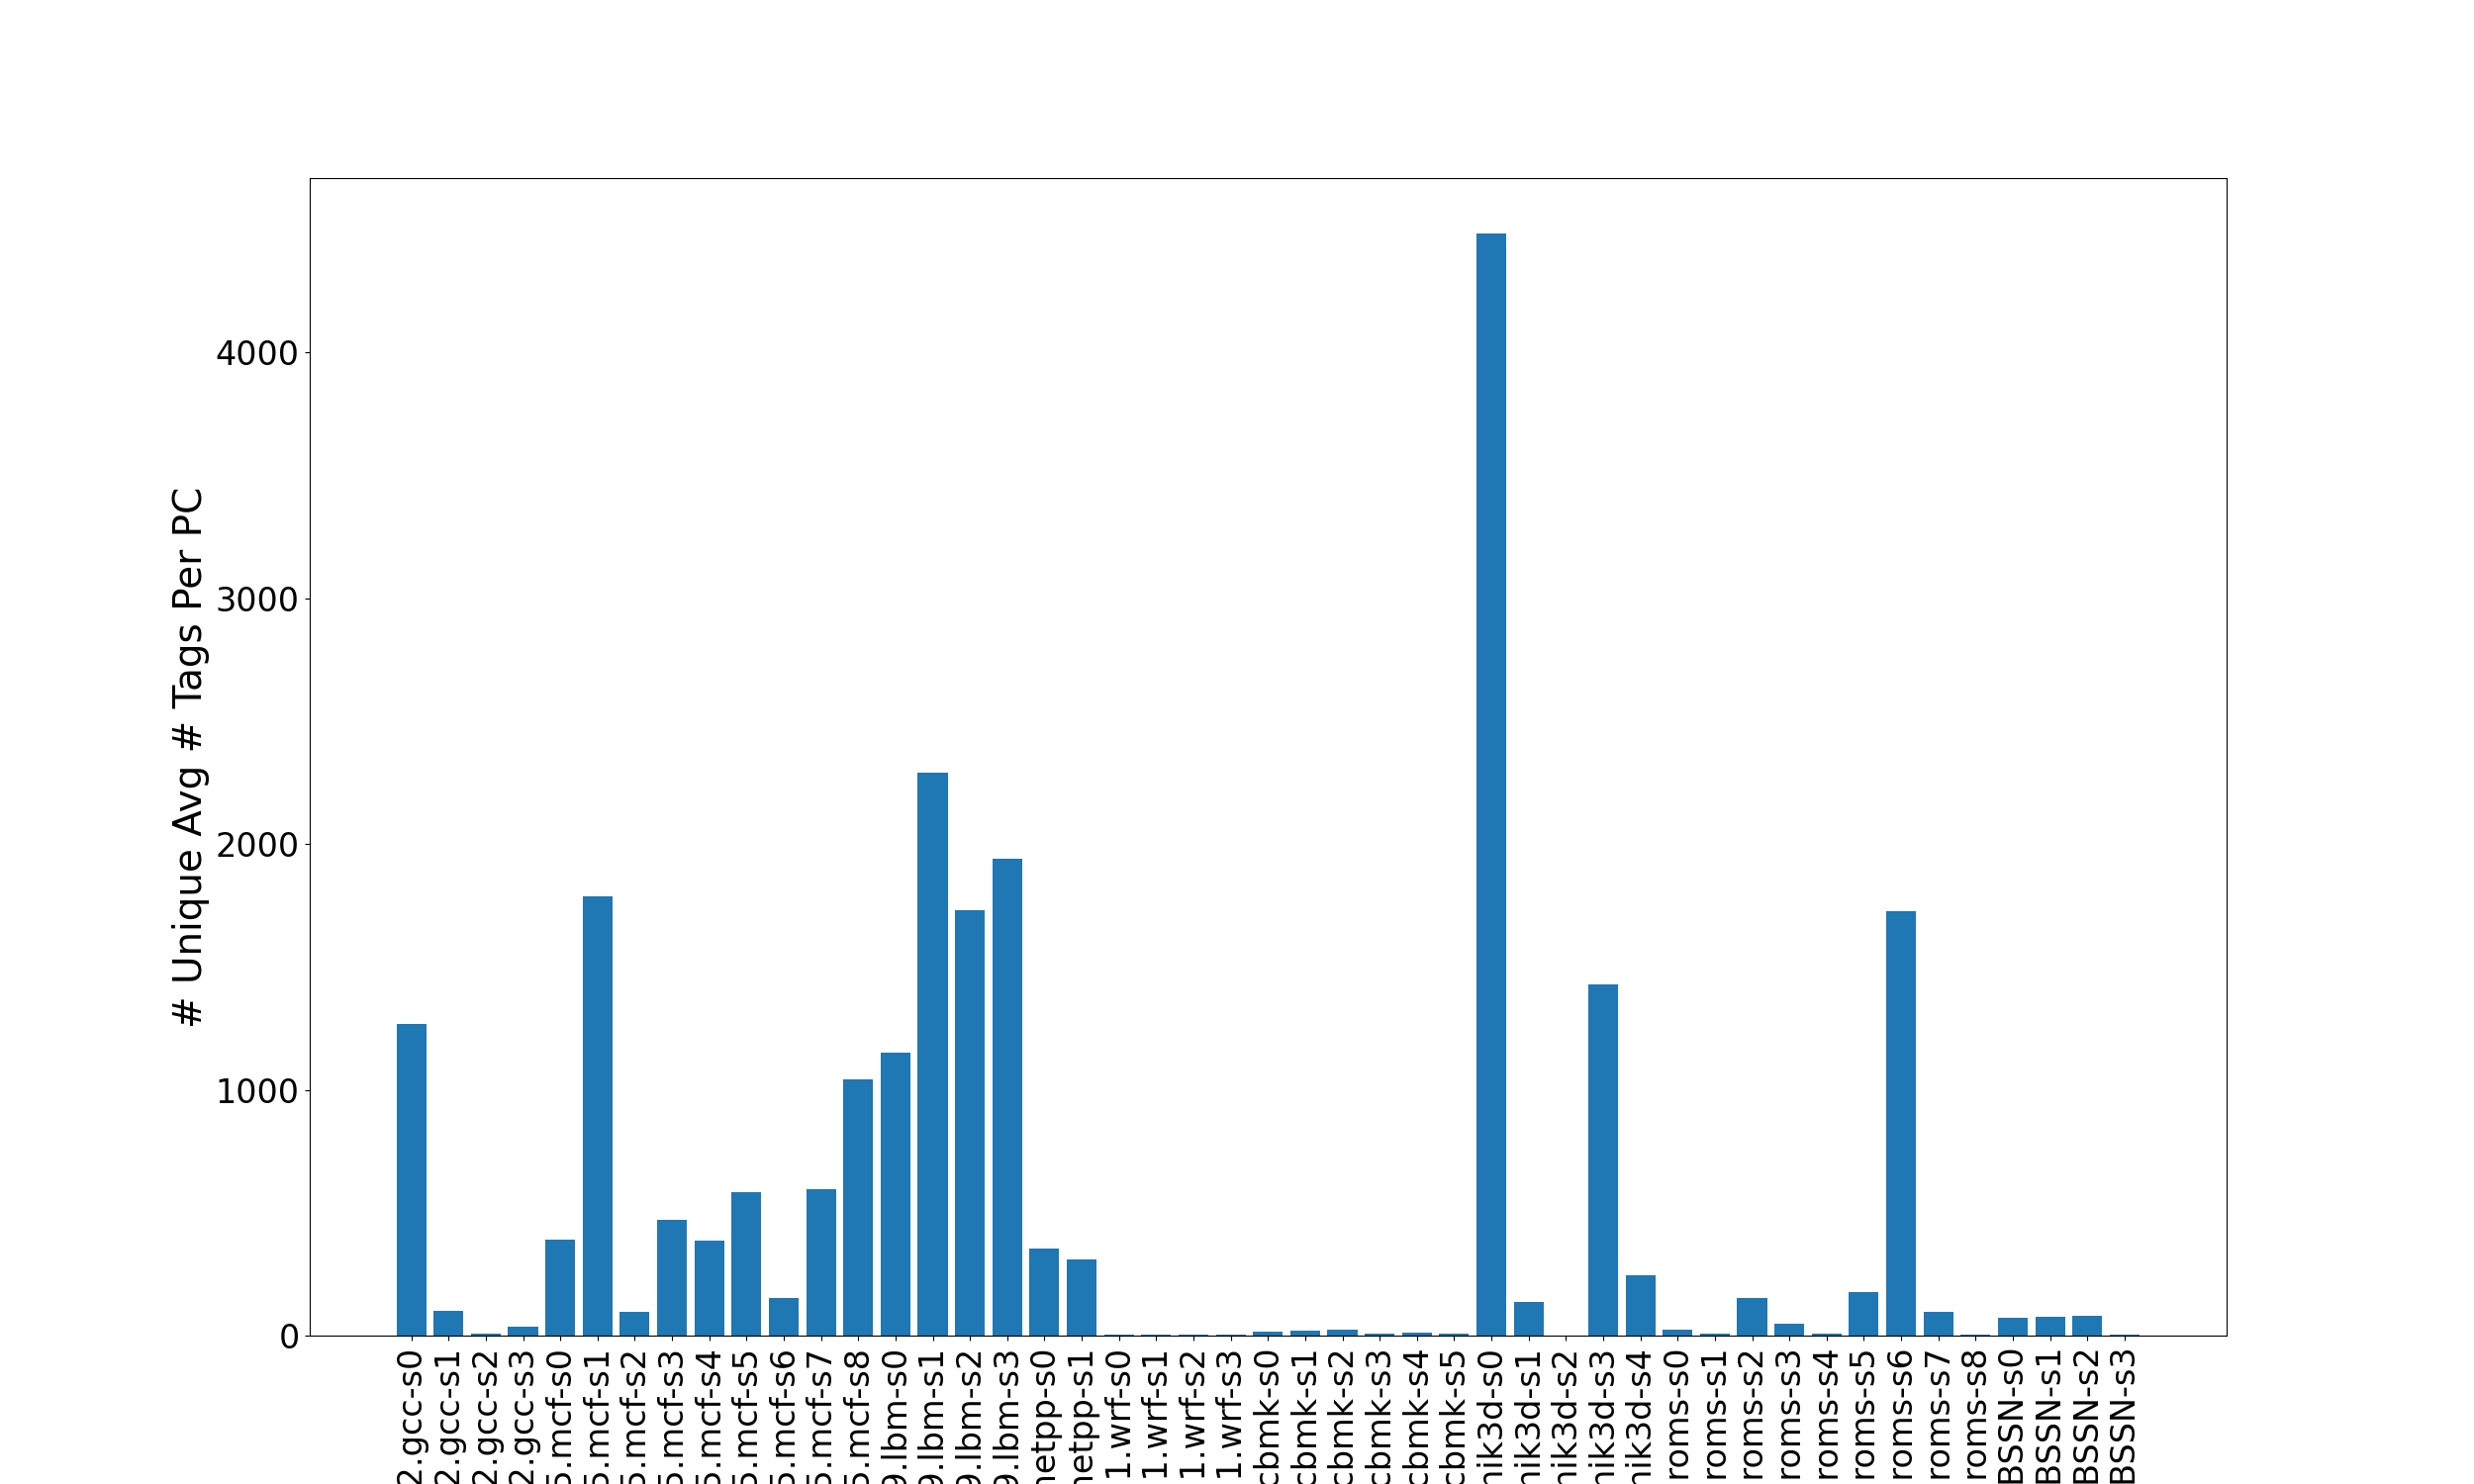 # Unique Avg # Tags Per PC
4000
3000
2000
1000
0
2.gcc-s0
2.gcc-s1
2.gcc-s2
2.gcc-s3
5.mcf-s0
5.mcf-s1
5.mcf-s2
5.mcf-s3
5.mcf-s4
5.mcf-s5
5.mcf-s6
5.mcf-s7
5.mcf-s8
9.lbm-s0
9.lbm-s1
9.lbm-s2
9.lbm-s3
netpp-s0
netpp-s1
1.wrf-s0
1.wrf-s1
1.wrf-s2
1.wrf-s3
cbmk-s0
cbmk-s1
cbmk-s2
cbmk-s3
cbmk-s4
cbmk-s5
nik3d-s0
nik3d-s1
nik3d-s2
nik3d-s3
nik3d-s4
roms-s0
roms-s1
roms-s2
roms-s3
roms-s4
roms-s5
roms-s6
roms-s7
roms-s8
BSSN-s0
BSSN-s1
BSSN-s2
BSSN-s3